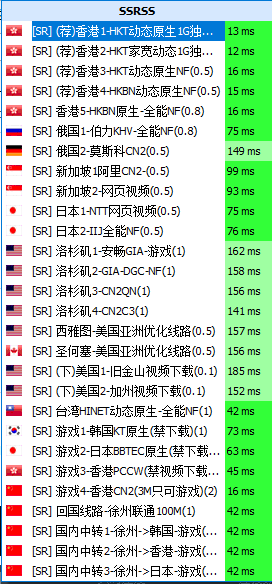 SSRSS
[SR] (荐)香港1-HKT动态原生1G独... 13 ms
[SR] (荐)香港2-HKT家宽动态1G独... 12 ms
[SR] (荐)香港3-HKT动态原生NF(0.5) 16 ms
[SR] (荐)香港4-HKBN动态原生NF(0.5) 15 ms
[SR] 香港5-HKBN原生-全能NF(0.8) 16 ms
[SR] 俄国1-伯力KHV-全能NF(0.8) 75 ms
[SR] 俄国2-莫斯科CN2(0.5) 149 ms
[SR] 新加坡1阿里CN2-(0.5) 99 ms
[SR] 新加坡2-网页视频(0.5) 93 ms
[SR] 日本1-NTT网页视频(0.5) 75 ms
[SR] 日本2-IIJ全能NF(0.5) 76 ms
[SR] 洛杉矶1-安畅GIA-游戏(1) 162 ms
[SR] 洛杉矶2-GIA-DGC-NF(1) 158 ms
[SR] 洛杉矶3-CN2QN(1) 156 ms
[SR] 洛杉矶4-CN2C3(1) 141 ms
[SR] 西雅图-美国亚洲优化线路(0.5) 157 ms
[SR] 圣何塞-美国亚洲优化线路(0.5) 156 ms
[SR] (下)美国1-旧金山视频下载(0.1) 185 ms
[SR] (下)美国2-加州视频下载(0.1) 152 ms
[SR] 台湾HINET动态原生-全能NF(1) 42 ms
[SR] 游戏1-韩国KT原生(禁下载)(1) 73 ms
[SR] 游戏2-日本BBTEC原生(禁... 63 ms
[SR] 游戏3-香港PCCW(禁视频下载... 45 ms
[SR] 游戏4-香港CN2(3M只可游戏)(2) 16 ms
[SR] 回国线路-徐州联通100M(1) 42 ms
[SR] 国内中转1-徐州->韩国-游戏(... 42 ms
[SR] 国内中转2-徐州->香港-游戏(... 42 ms
[SR] 国内中转3-徐州->日本-游戏(... 42 ms